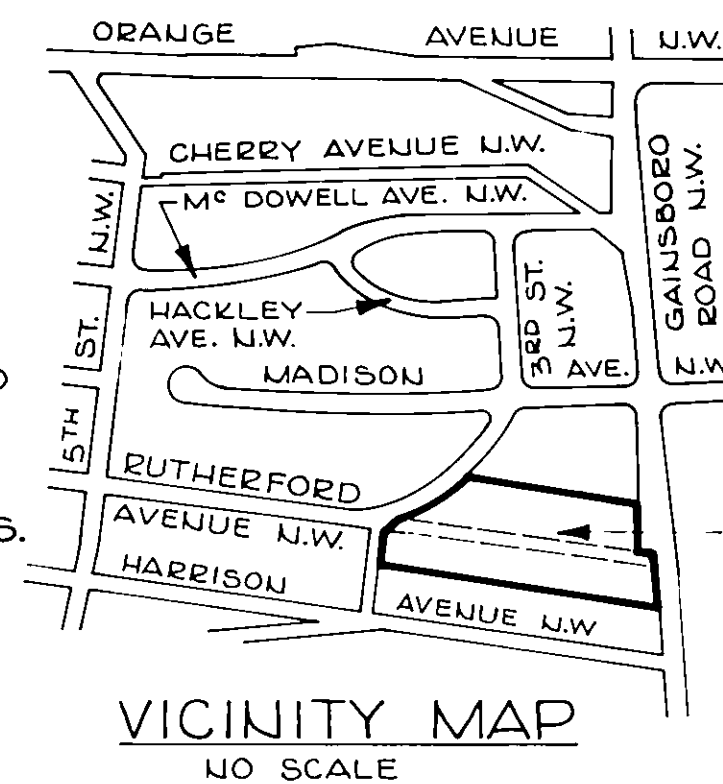 ORANGE AVENUE N.W.
CHERRY AVENUE N.W.
Mc DOWELL AVE. N.W.
HACKLEY
AVE. N.W.
MADISON AVE. N.W
3RD ST.
N.W.
GAINSBORO
ROAD N.W.
5TH ST. N.W.
RUTHERFORD
AVENUE N.W.
HARRISON AVENUE N.W
S.
VICINITY MAP
NO SCALE